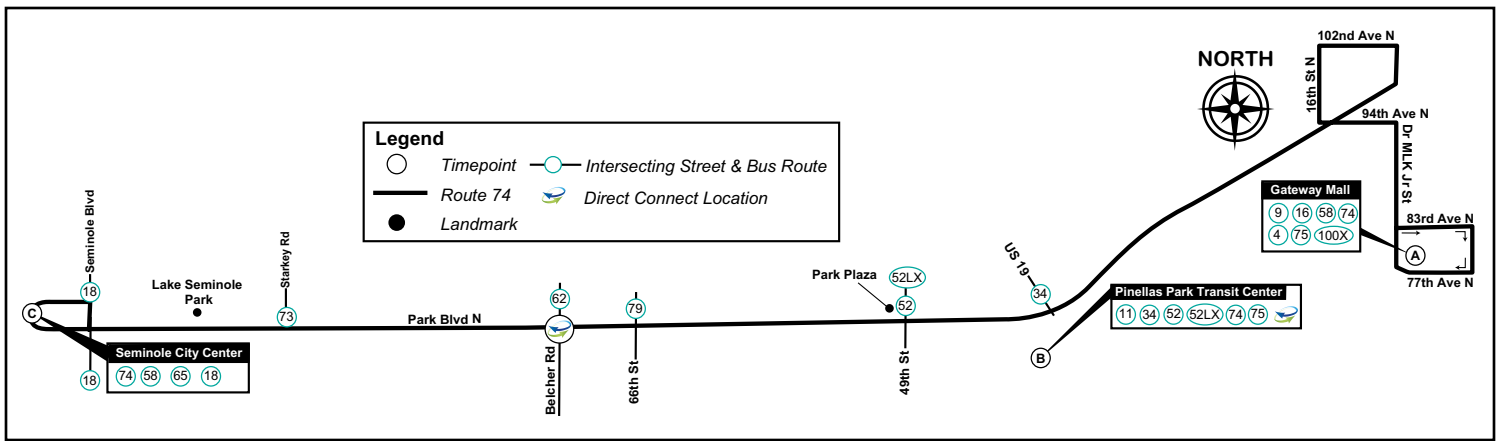 102nd Ave N
NORTH
16th St N
94th Ave N
Dr MLK Jr St
Legend
Timepoint
Intersecting Street & Bus Route
Route 74
Direct Connect Location
Landmark
Gateway Mall
9 16 58 74
4 75 100X
83rd Ave N
A
77th Ave N
Seminole Blvd
18
Lake Seminole
Park
Starkey Rd
73
C
Park Blvd N
62
Belcher Rd
79
66th St
Park Plaza
52LX
52
49th St
US 19
34
Pinellas Park Transit Center
11 34 52 52LX 74 75
B
Seminole City Center
74 58 65 18
18